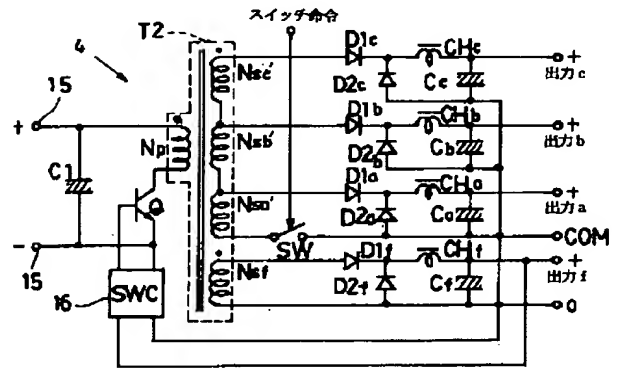 スイッチ命令
T2
4
15
+
C1
Np1
Q
-
15
16
SWC
Nsc'
Nsb'
Nsa'
Nsf
SW
D1c
CHc
+
D2c
Cc
出力c
D1b
CHb
+
D2b
Cb
出力b
D1a
CHa
+
D2a
Ca
出力a
COM
D1f
CHf
+
D2f
Cf
出力f
0